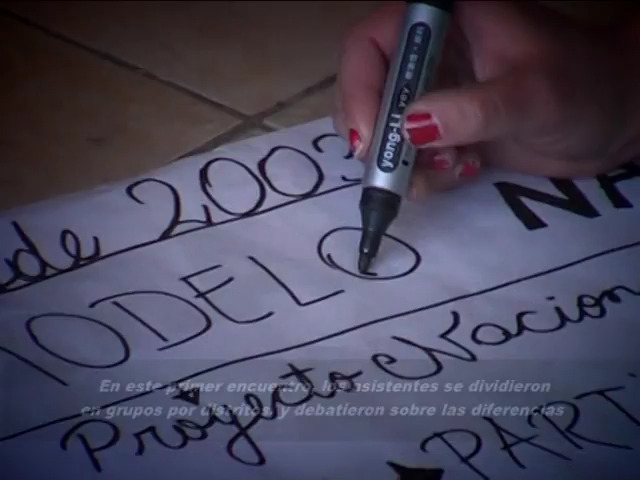 yong-Li
de 2003
ODELO
NA
Proyecto Nacion
PARTI
En este primer encuentro, los asistentes se dividieron
en grupos por distritos, y debatieron sobre las diferencias